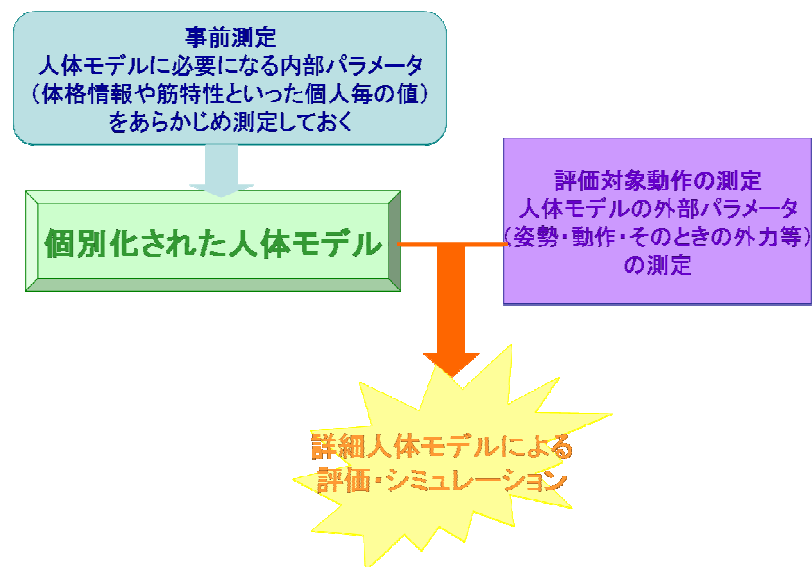 事前測定
人体モデルに必要になる内部パラメータ
（体格情報や筋特性といった個人毎の値）
をあらかじめ測定しておく
個別化された人体モデル
評価対象動作の測定
人体モデルの外部パラメータ
（姿勢・動作・そのときの外力等）
の測定
詳細人体モデルによる
評価・シミュレーション